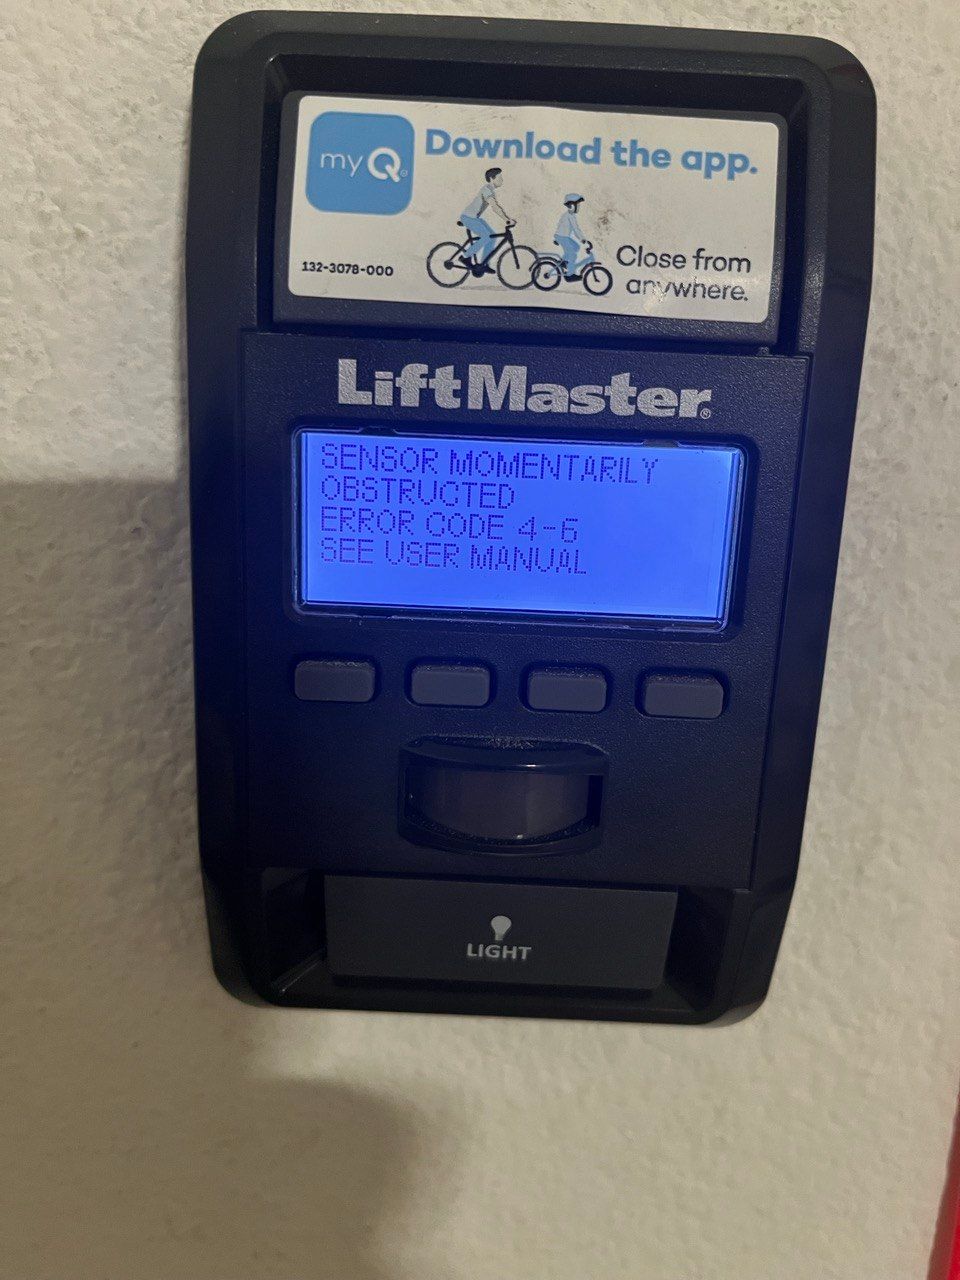 myQ
Download the app.
132-3078-000
Close from
anywhere.
LiftMaster®
SENSOR MOMENTARILY
OBSTRUCTED
ERROR CODE 4-6
SEE USER MANUAL
LIGHT